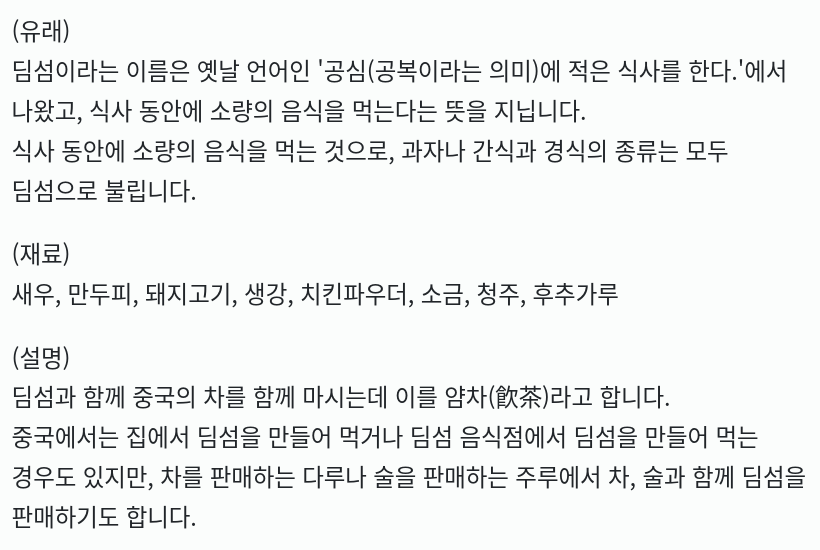 (유래)
딤섬이라는 이름은 옛날 언어인 '공심(공복이라는 의미)에 적은 식사를 한다.'에서
나왔고, 식사 동안에 소량의 음식을 먹는다는 뜻을 지닙니다.
식사 동안에 소량의 음식을 먹는 것으로, 과자나 간식과 경식의 종류는 모두
딤섬으로 불립니다.
(재료)
새우, 만두피, 돼지고기, 생강, 치킨파우더, 소금, 청주, 후추가루
(설명)
딤섬과 함께 중국의 차를 함께 마시는데 이를 얌차(飮茶)라고 합니다.
중국에서는 집에서 딤섬을 만들어 먹거나 딤섬 음식점에서 딤섬을 만들어 먹는
경우도 있지만, 차를 판매하는 다루나 술을 판매하는 주루에서 차, 술과 함께 딤섬을
판매하기도 합니다.